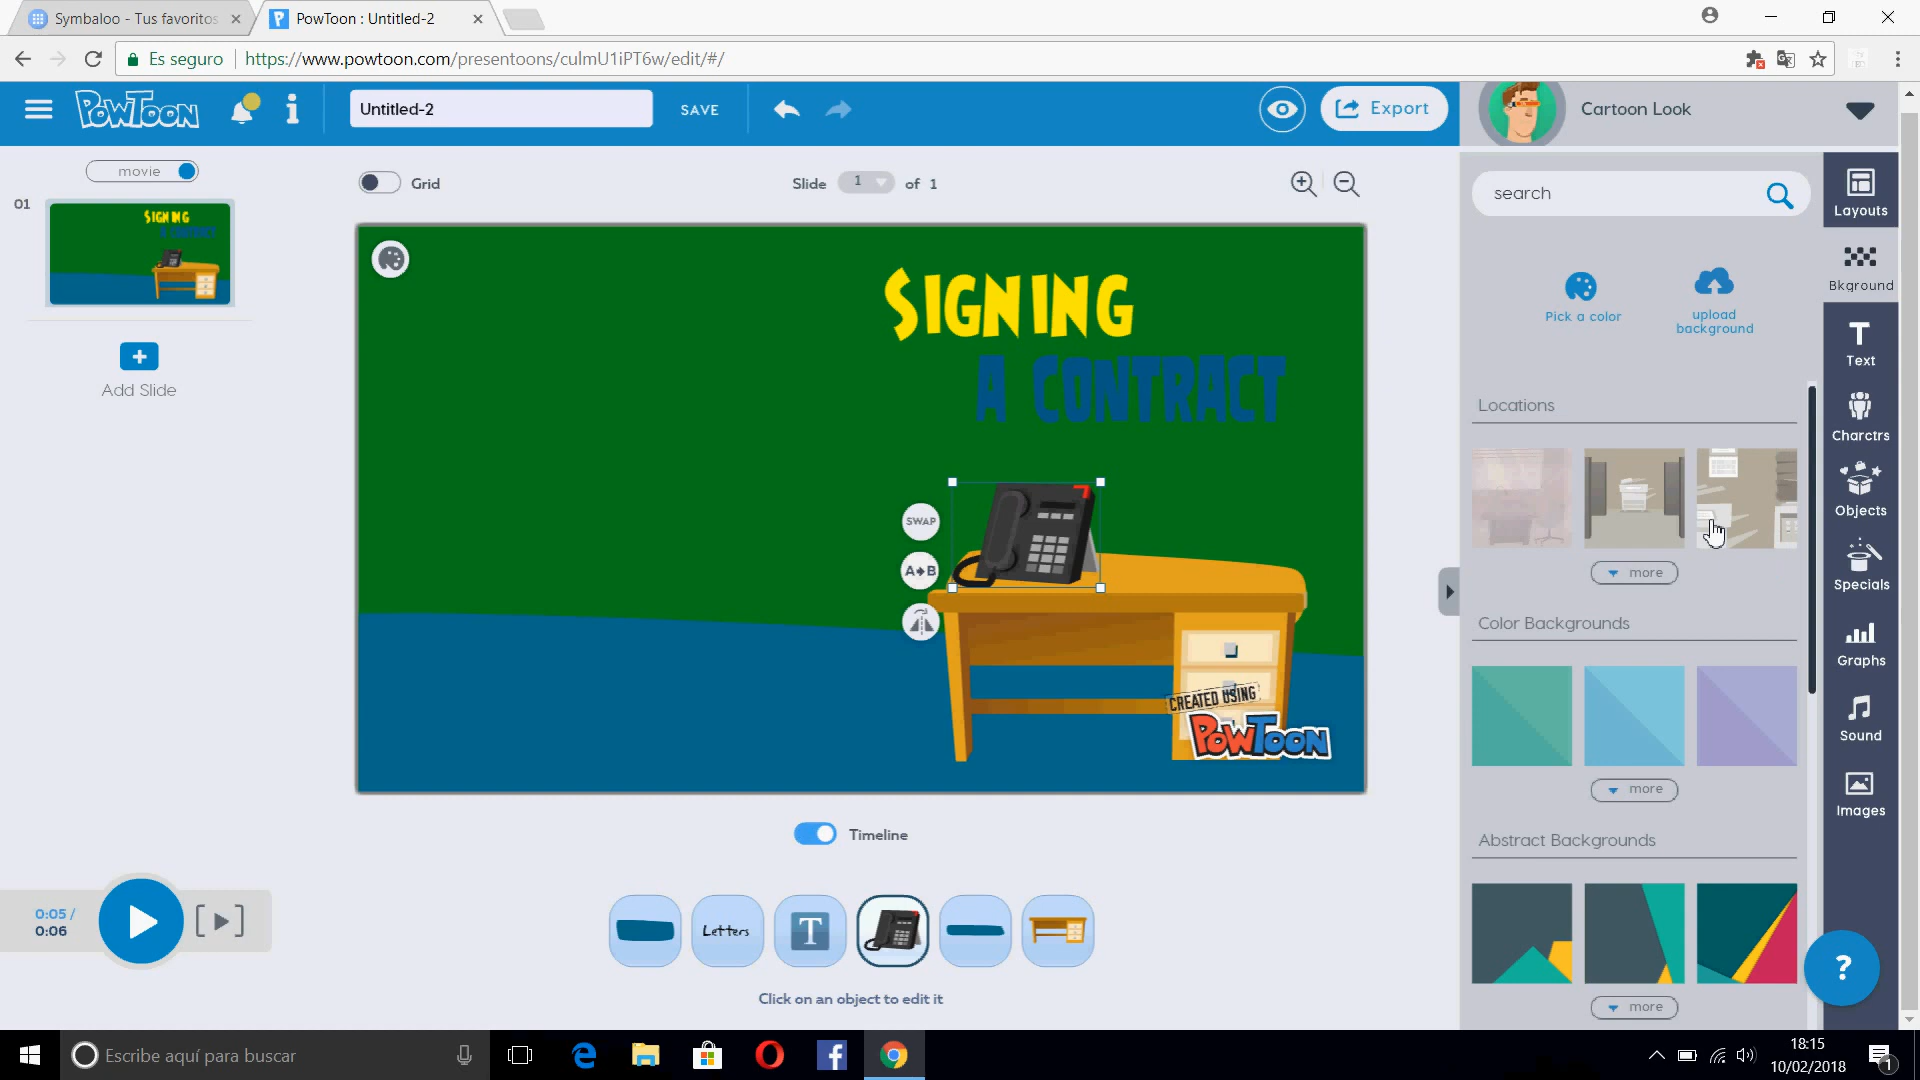 Symbaloo - Tus favoritos
PowToon : Untitled-2
Es seguro
https://www.powtoon.com/presentoons/culmU1iPT6w/edit/#/
PowToon
Untitled-2
SAVE
Export
Cartoon Look
movie
Grid
Slide 1 of 1
search
Layouts
01
SIGNING
A CONTRACT
Add Slide
SIGNING
A CONTRACT
Pick a color
upload
background
Bkground
Text
Locations
Charctrs
SWAP
A B
more
Objects
Specials
Color Backgrounds
Graphs
CREATED USING
PowToon
Sound
more
Images
Timeline
Abstract Backgrounds
0:05 /
0:06
Letters
T
?
Click on an object to edit it
more
Escribe aquí para buscar
18:15
10/02/2018
1